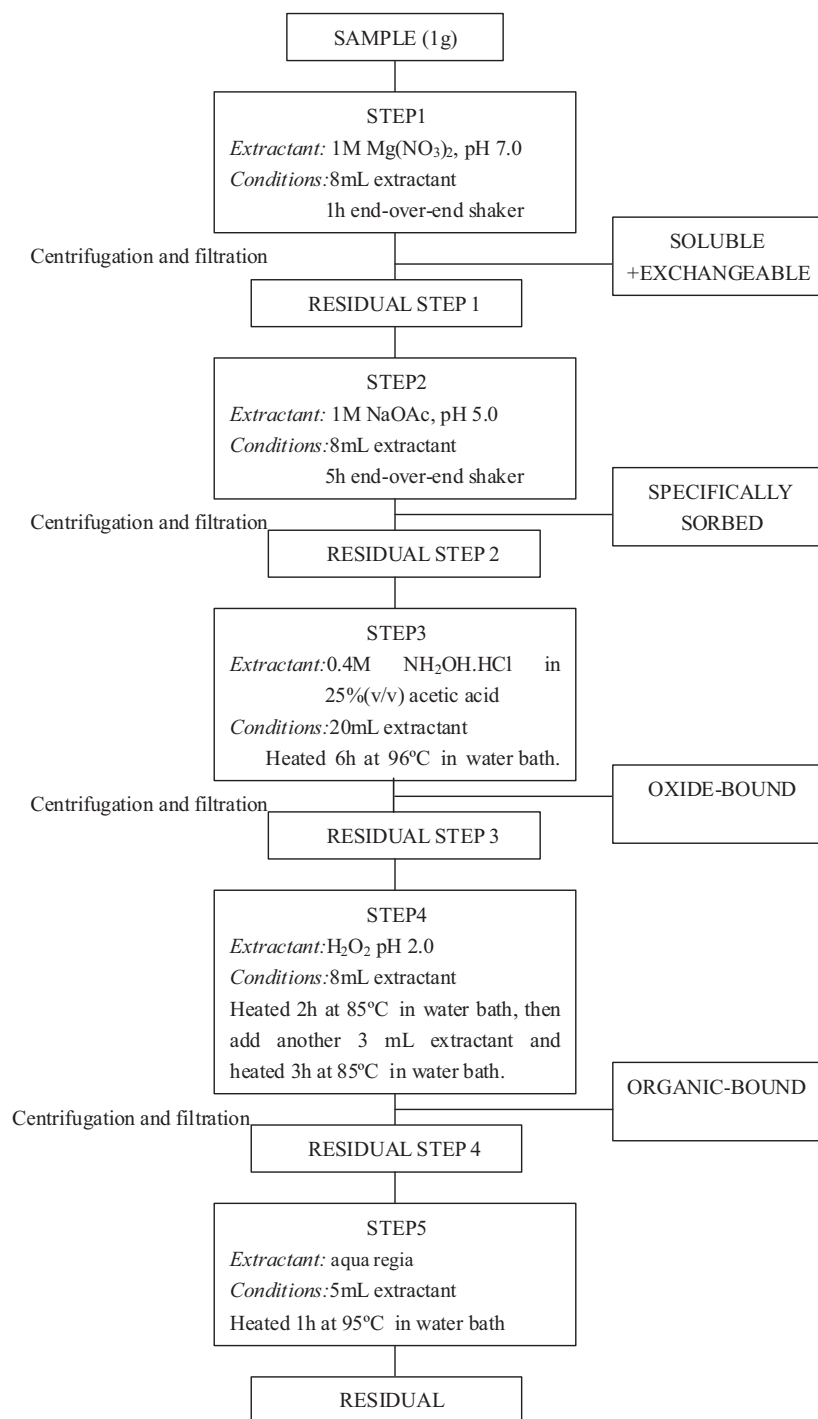 SAMPLE (1g)
STEP1
Extractant: 1M Mg(NO₃)₂, pH 7.0
Conditions:8mL extractant
1h end-over-end shaker
Centrifugation and filtration
SOLUBLE
+EXCHANGEABLE
RESIDUAL STEP 1
STEP2
Extractant: 1M NaOAc, pH 5.0
Conditions:8mL extractant
5h end-over-end shaker
Centrifugation and filtration
SPECIFICALLY
SORBED
RESIDUAL STEP 2
STEP3
Extractant:0.4M NH₂OH.HCl in
25%(v/v) acetic acid
Conditions:20mL extractant
Heated 6h at 96ºC in water bath.
Centrifugation and filtration
OXIDE-BOUND
RESIDUAL STEP 3
STEP4
Extractant:H₂O₂ pH 2.0
Conditions:8mL extractant
Heated 2h at 85ºC in water bath, then
add another 3 mL extractant and
heated 3h at 85ºC in water bath.
Centrifugation and filtration
ORGANIC-BOUND
RESIDUAL STEP 4
STEP5
Extractant: aqua regia
Conditions:5mL extractant
Heated 1h at 95ºC in water bath
RESIDUAL